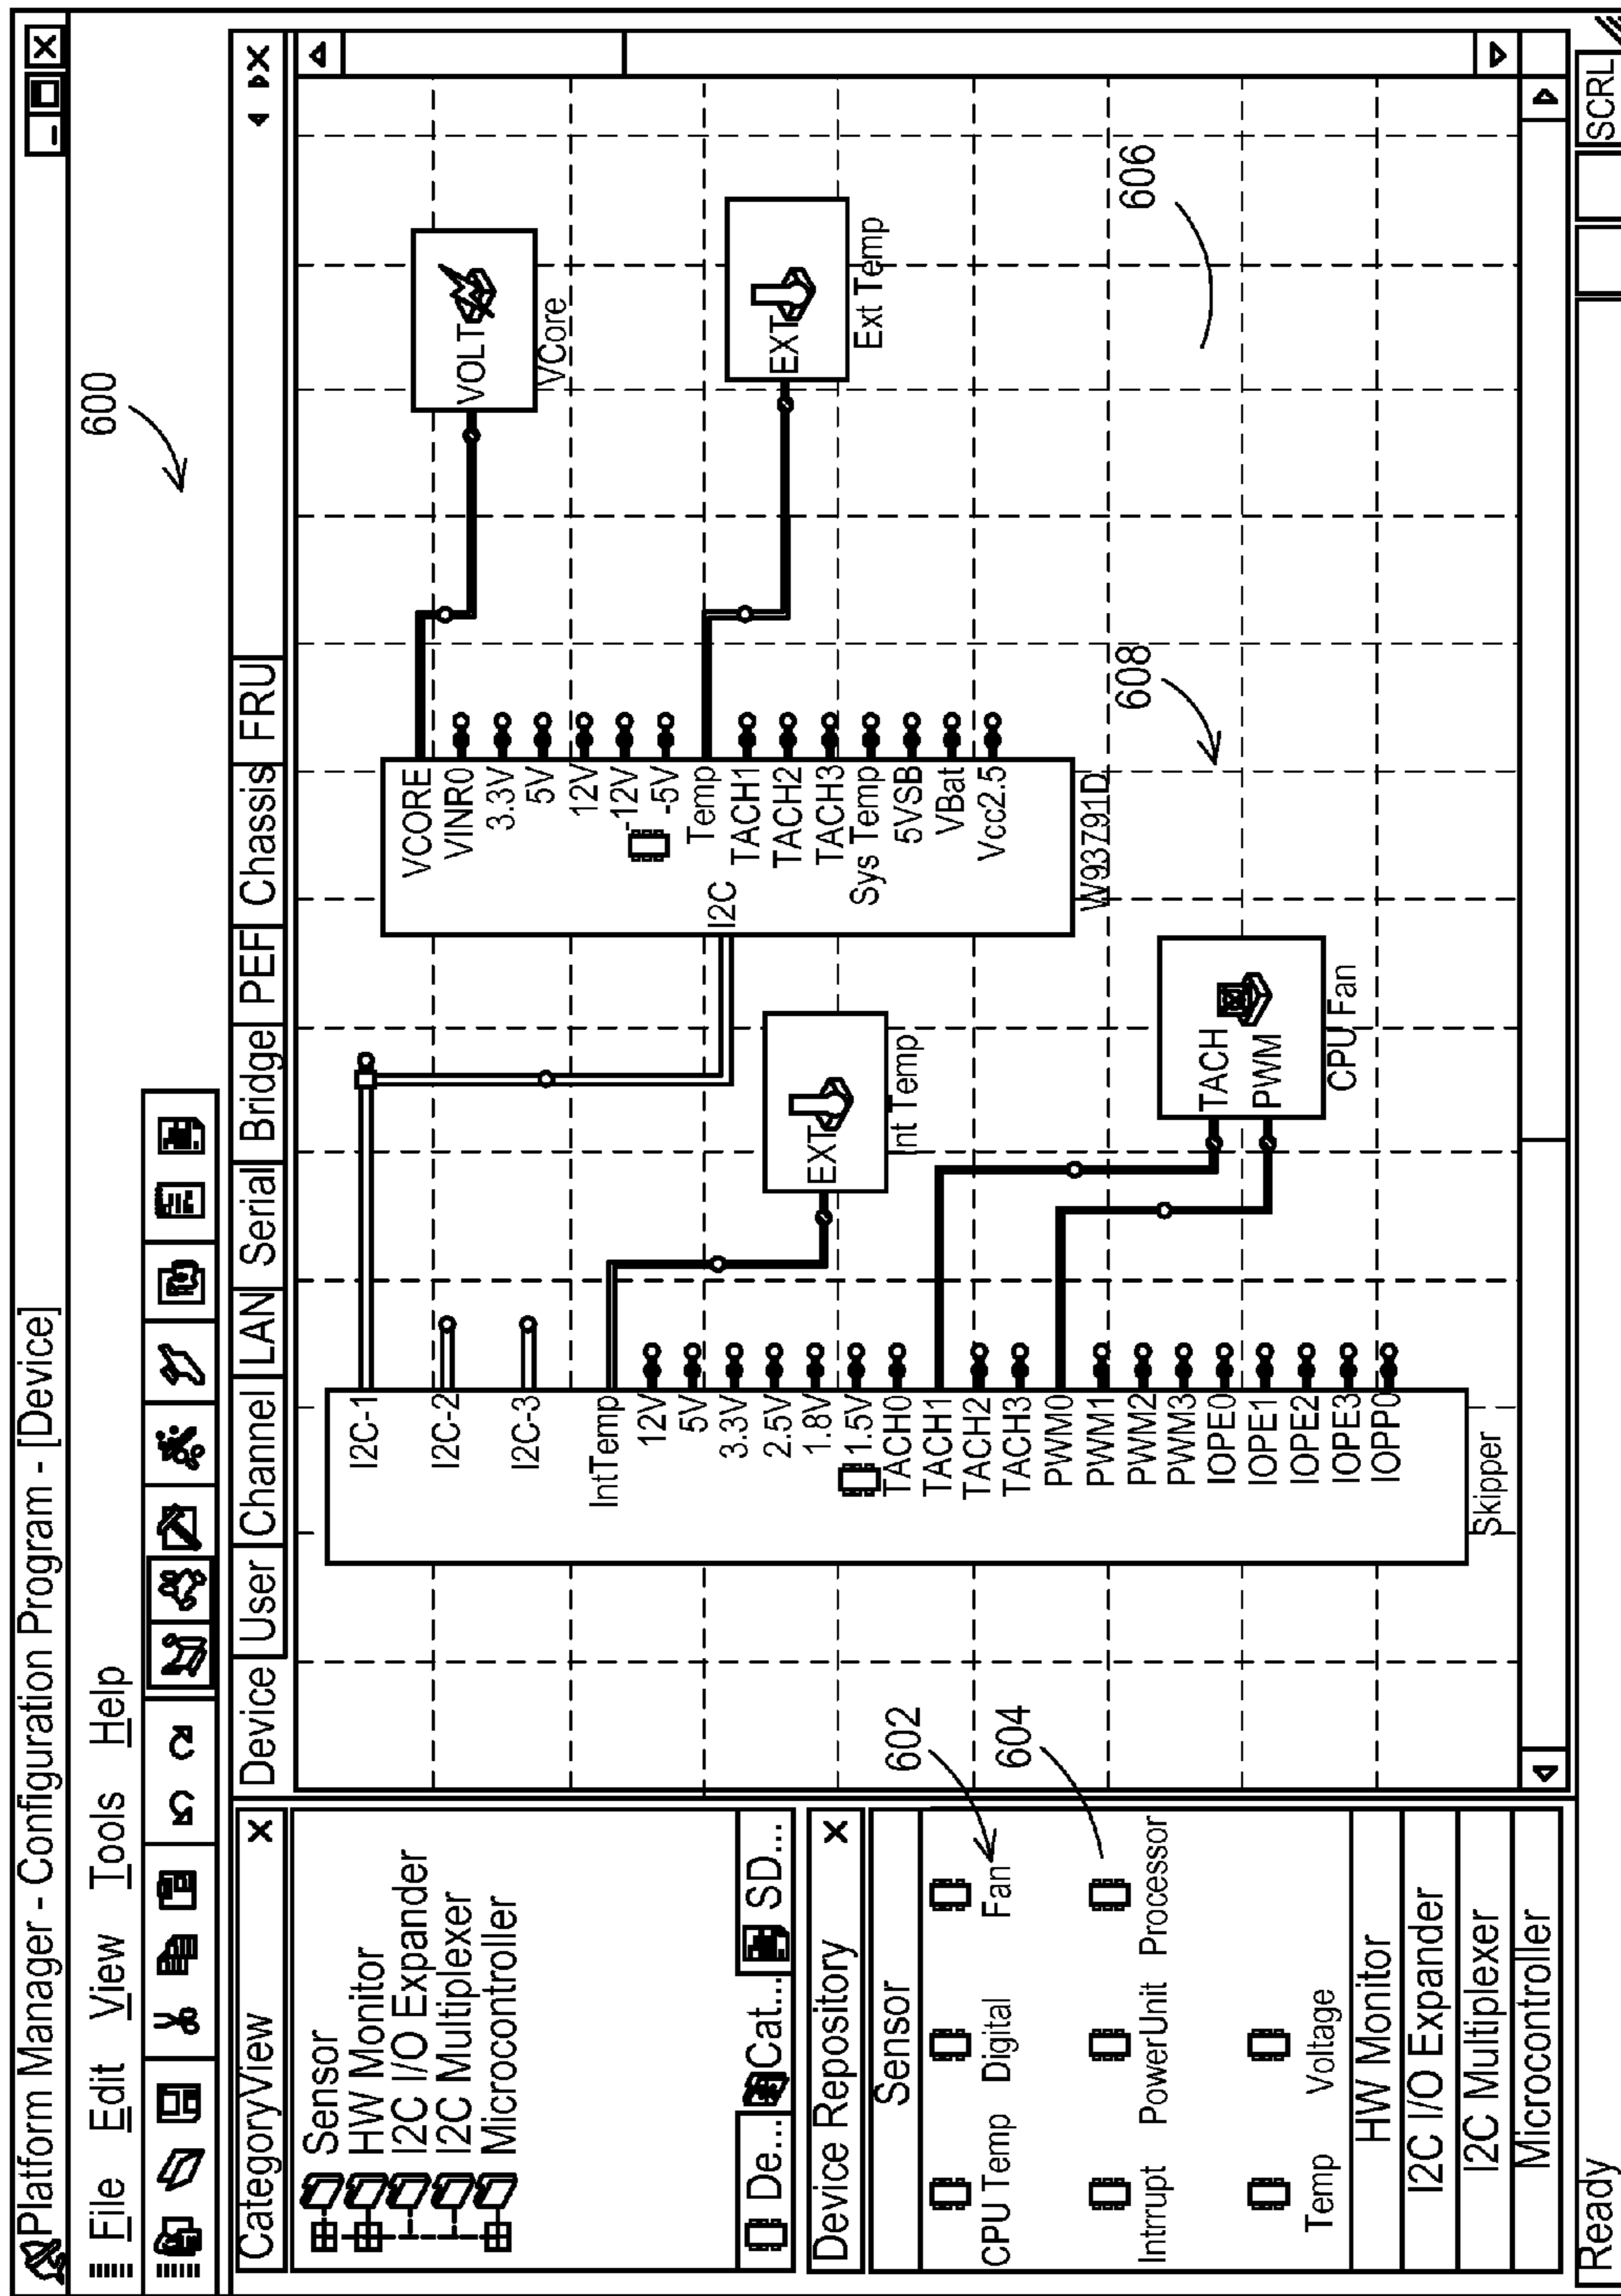 Platform Manager - Configuration Program - [Device]
File Edit View Tools Help
600
CategoryView
Sensor
HW Monitor
I2C I/O Expander
I2C Multiplexer
Microcontroller
De... Cat... SD...
Device Repository
Sensor
CPU Temp Digital Fan
Intrrupt PowerUnit Processor
Temp Voltage
HW Monitor
I2C I/O Expander
I2C Multiplexer
Microcontroller
602
604
Device User Channel LAN Serial Bridge PEF Chassis FRU
I2C-1
I2C-2
I2C-3
IntTemp
12V
5V
3.3V
2.5V
1.8V
1.5V
TACH0
TACH1
TACH2
TACH3
PWM0
PWM1
PWM2
PWM3
IOPE0
IOPE1
IOPE2
IOPE3
IOPP0
Skipper
EXT
Int Temp
TACH
PWM
CPU Fan
I2C
VCORE
VINR0
3.3V
5V
12V
-12V
-5V
Temp
TACH1
TACH2
TACH3
Sys Temp
5VSB
VBat
Vcc2.5
W93791D
608
VOLT
VCore
EXT
Ext Temp
606
Ready
SCRL